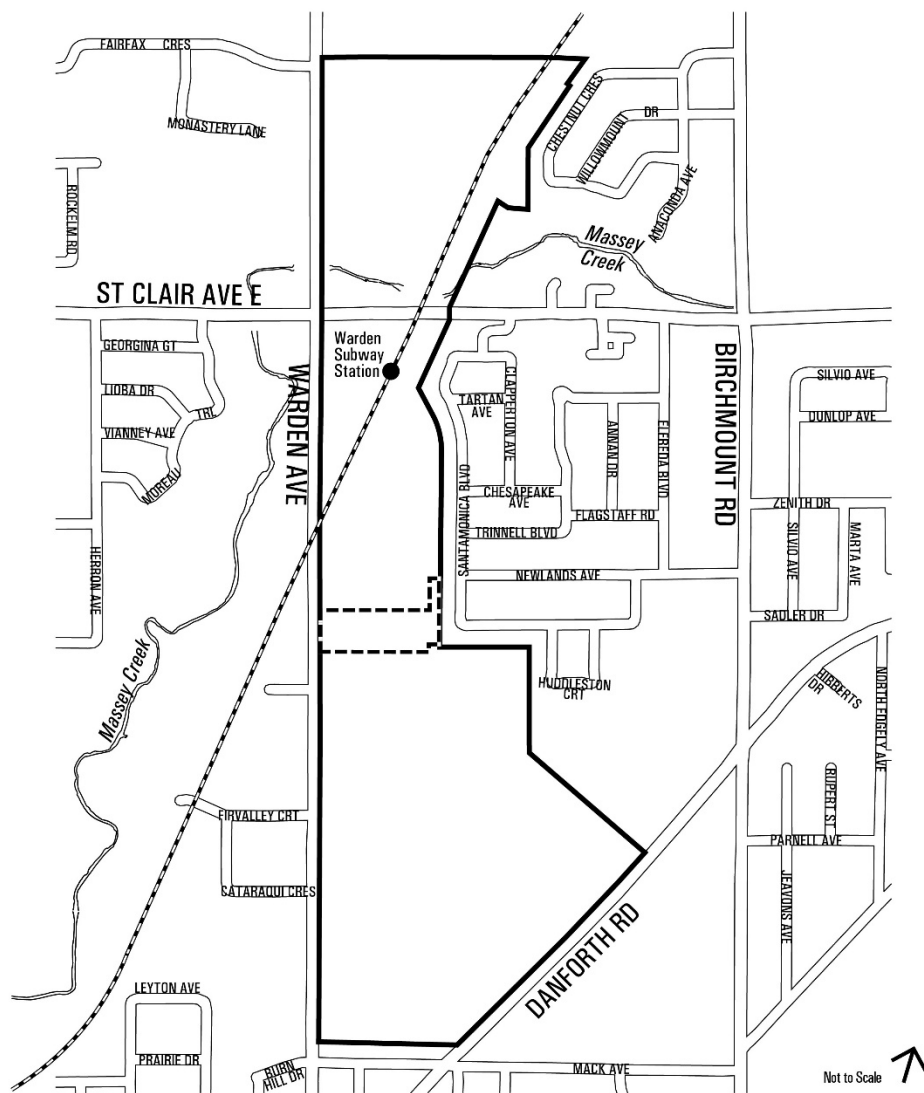 FAIRFAX CRES
MONASTERY LANE
ROCKELM RD
CHESTNUT CRES
WILLOWMOUNT DR
ANACONDA AVE
Massey
Creek
ST CLAIR AVE E
GEORGINA GT
LIOBA DR
TRL
VIANNEY AVE
MOREAU
Warden
Subway
Station
WARDEN AVE
TARTAN
AVE
CLAPPERTON AVE
ANNAN DR
ELFREDA BLVD
BIRCHMOUNT RD
SILVIO AVE
DUNLOP AVE
CHESAPEAKE
AVE
SANTAMONICA BLVD
TRINNELL BLVD
FLAGSTAFF RD
ZENITH DR
SILVIO AVE
MARTA AVE
NEWLANDS AVE
HERRON AVE
SADLER DR
Massey Creek
HUDDLESTON
CRT
HIBBERTS
DR
NORTH EDGELY AVE
RUPERT ST
FIRVALLEY CRT
PARNELL AVE
JEAVONS AVE
CATARAQUI CRES
DANFORTH RD
LEYTON AVE
PRAIRIE DR
BURN
HILL DR
MACK AVE
Not to Scale